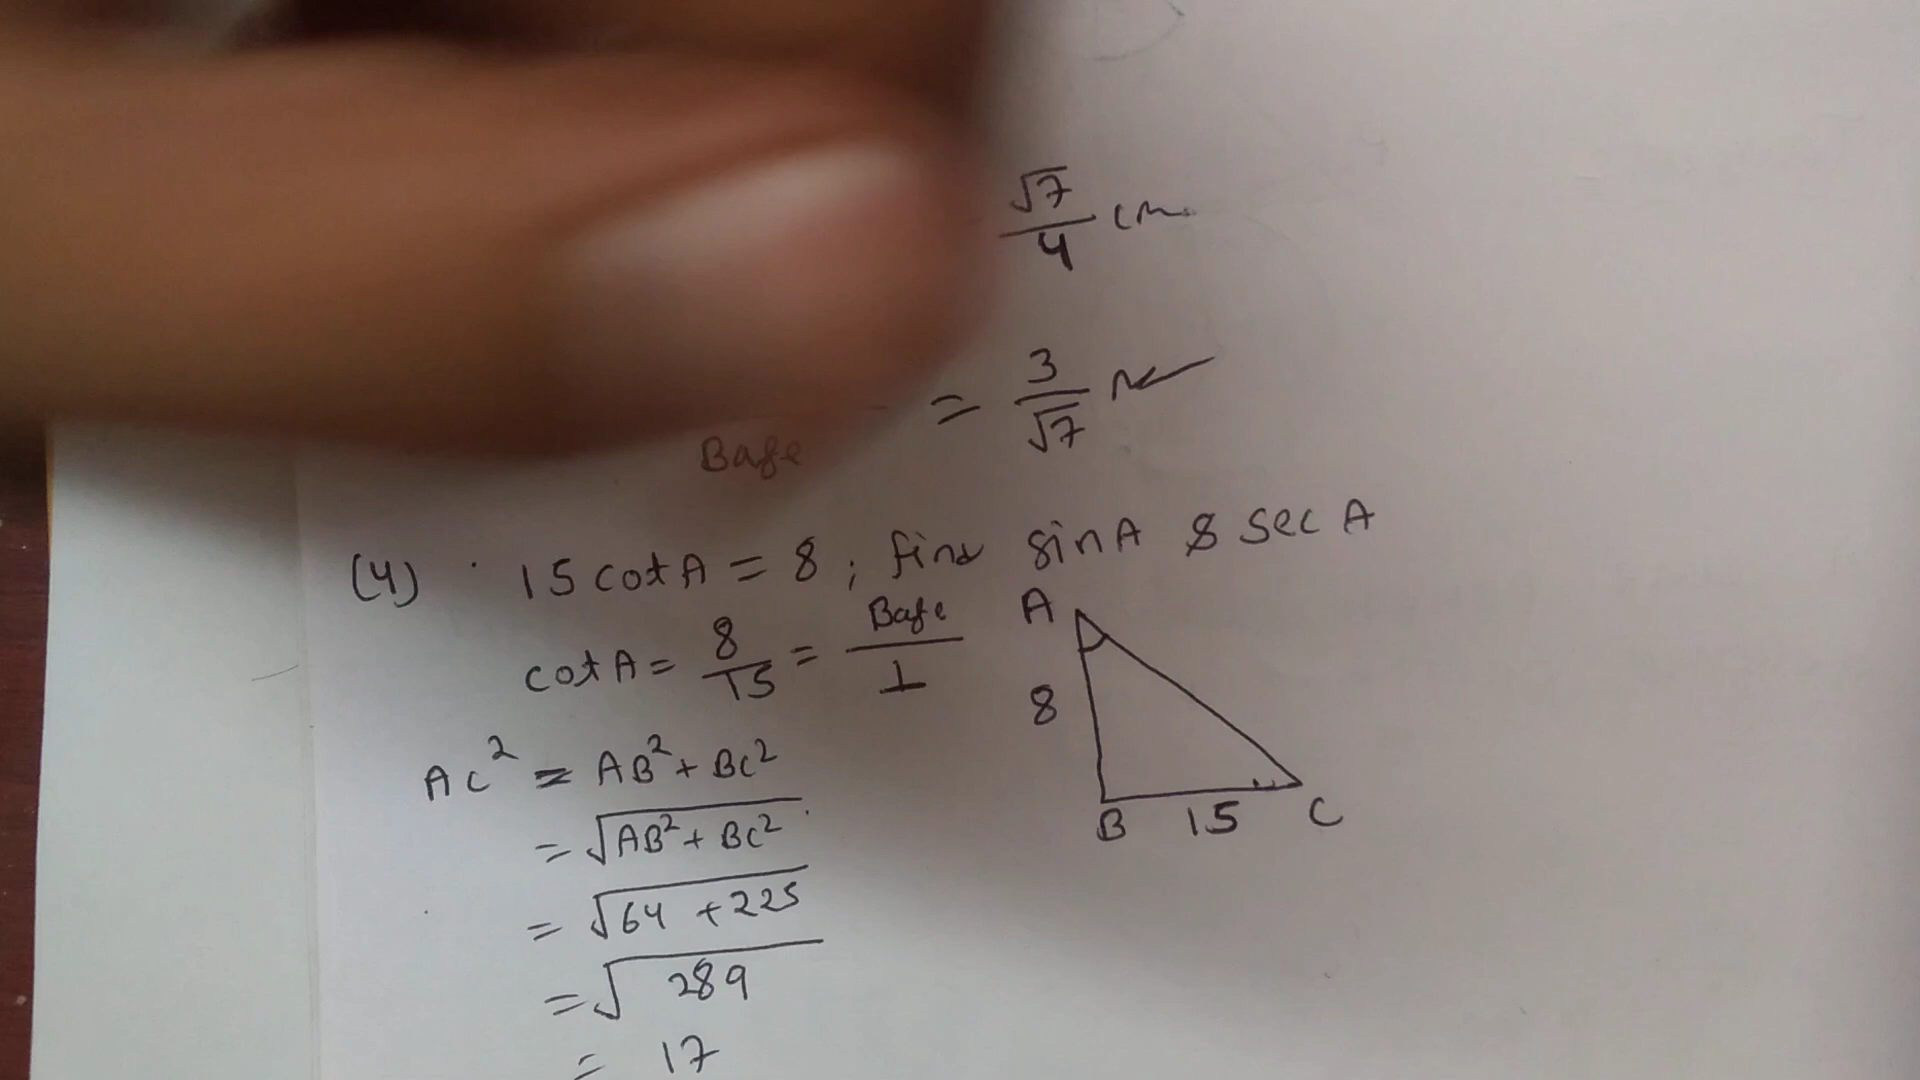 √7/4 cm
= 3/√7
Base
(4) 15 cot A = 8 ; find sin A & sec A
cot A = 8/15 = Base/⊥
A
8
B 15 C
AC² = AB² + BC²
= √AB² + BC²
= √64 + 225
= √289
= 17